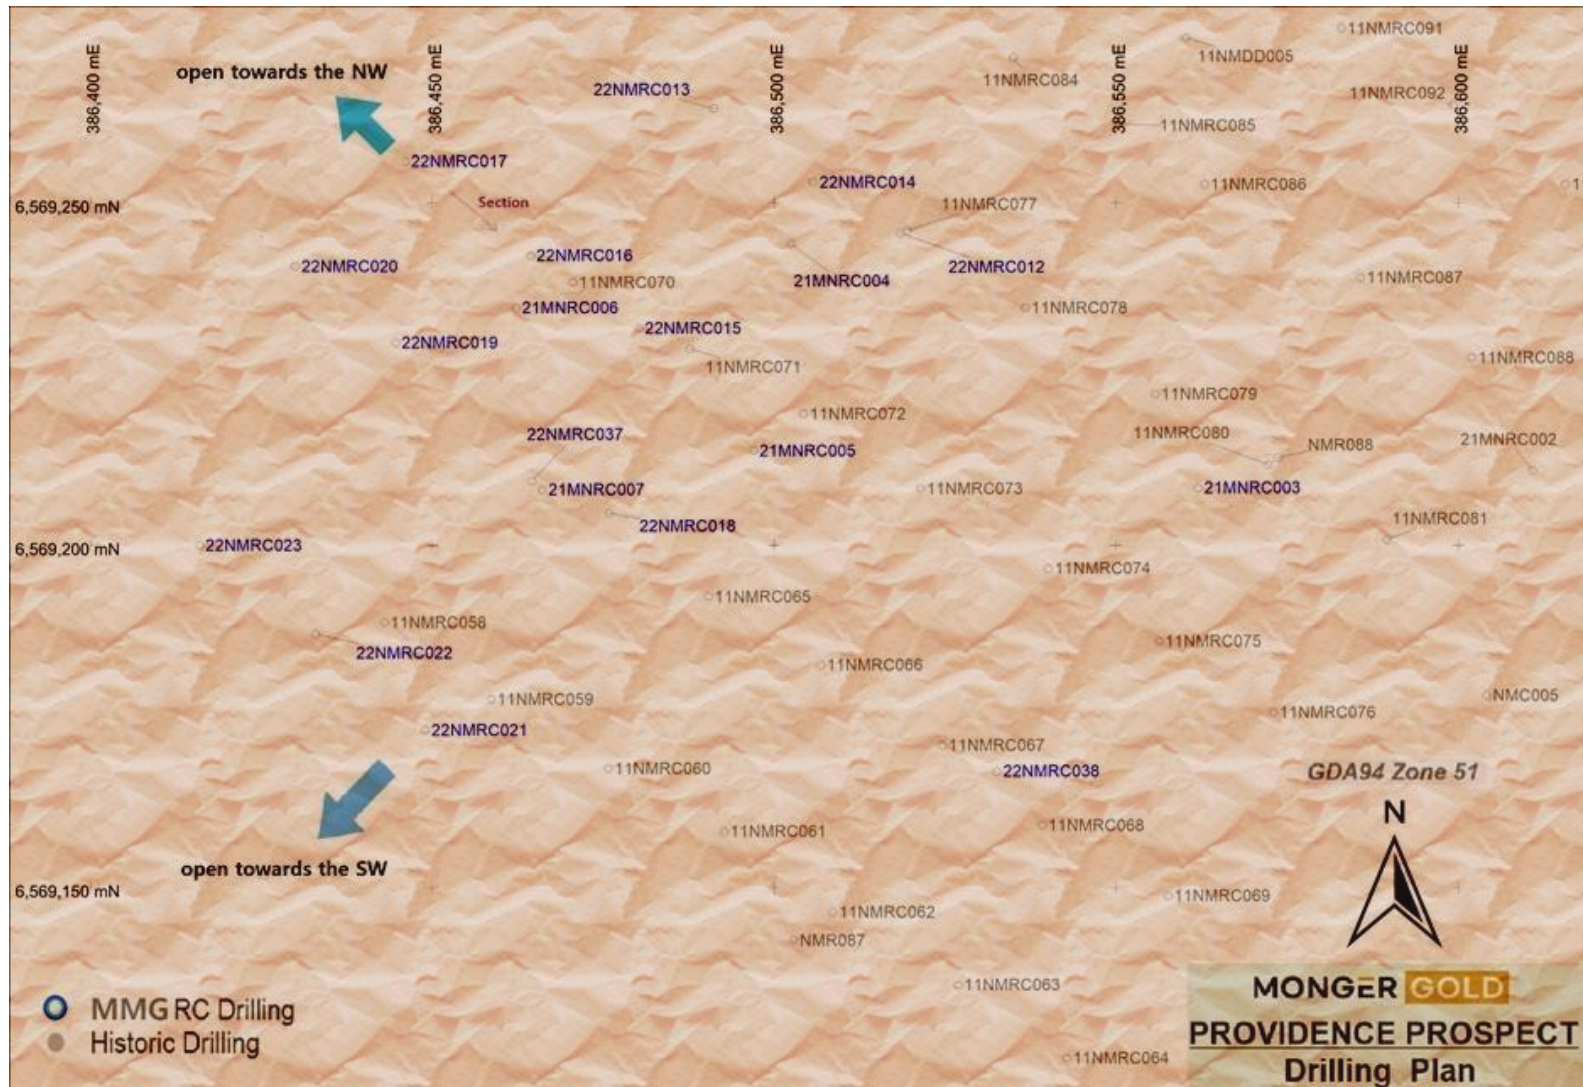 386,400 mE
386,450 mE
386,500 mE
386,550 mE
386,600 mE
open towards the NW
22NMRC013
11NMRC084
11NMDD005
11NMRC091
11NMRC092
11NMRC085
22NMRC017
22NMRC014
11NMRC086
1
6,569,250 mN
Section
11NMRC077
22NMRC020
22NMRC016
11NMRC070
21MNRC004
22NMRC012
11NMRC087
21MNRC006
11NMRC078
22NMRC019
22NMRC015
11NMRC071
11NMRC088
11NMRC079
11NMRC072
22NMRC037
21MNRC005
11NMRC080
NMR088
21MNRC002
21MNRC007
11NMRC073
21MNRC003
22NMRC018
11NMRC081
6,569,200 mN
22NMRC023
11NMRC074
11NMRC065
11NMRC058
22NMRC022
11NMRC075
11NMRC066
11NMRC059
NMC005
11NMRC076
22NMRC021
11NMRC067
11NMRC060
22NMRC038
GDA94 Zone 51
N
11NMRC061
11NMRC068
open towards the SW
6,569,150 mN
11NMRC069
11NMRC062
NMR087
11NMRC063
11NMRC064
MMG RC Drilling
Historic Drilling
MONGER GOLD
PROVIDENCE PROSPECT
Drilling Plan